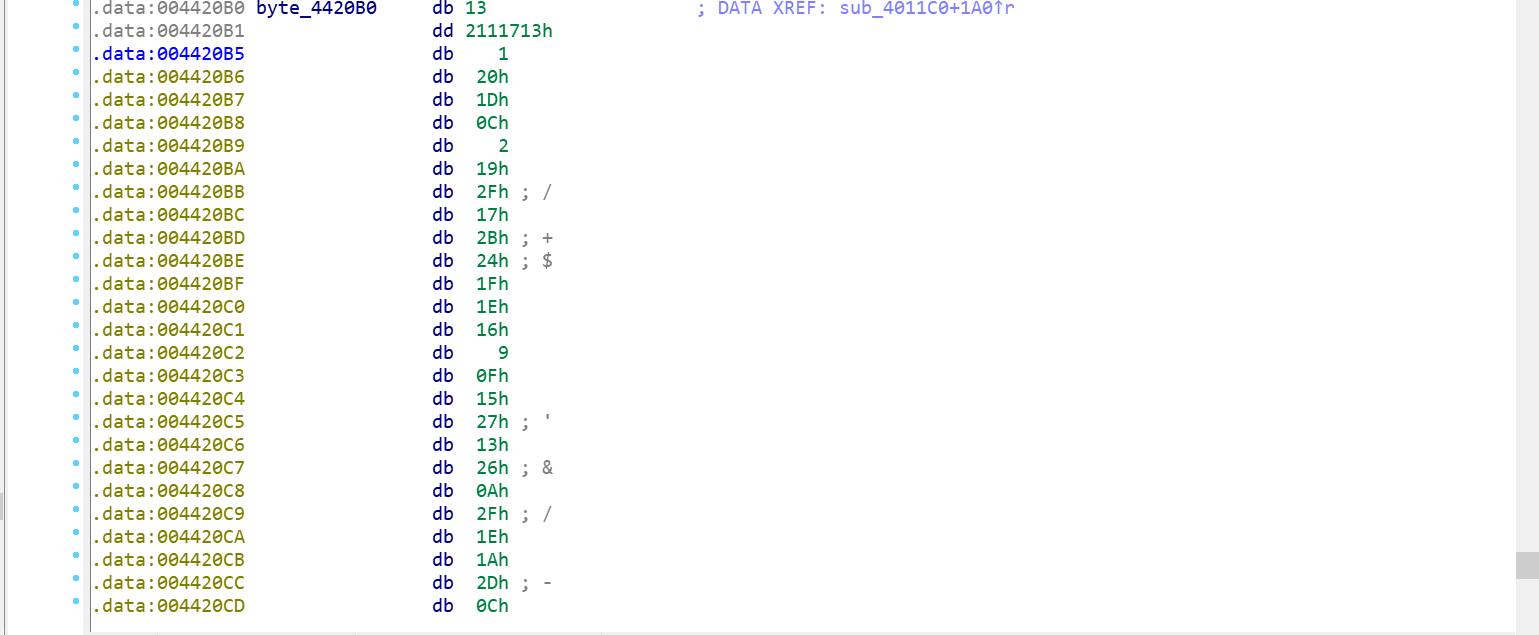 .data:004420B0 byte_4420B0 db 13 ; DATA XREF: sub_4011C0+1A0↑r
.data:004420B1 dd 2111713h
.data:004420B5 db 1
.data:004420B6 db 20h
.data:004420B7 db 1Dh
.data:004420B8 db 0Ch
.data:004420B9 db 2
.data:004420BA db 19h
.data:004420BB db 2Fh ; /
.data:004420BC db 17h
.data:004420BD db 2Bh ; +
.data:004420BE db 24h ; $
.data:004420BF db 1Fh
.data:004420C0 db 1Eh
.data:004420C1 db 16h
.data:004420C2 db 9
.data:004420C3 db 0Fh
.data:004420C4 db 15h
.data:004420C5 db 27h ; '
.data:004420C6 db 13h
.data:004420C7 db 26h ; &
.data:004420C8 db 0Ah
.data:004420C9 db 2Fh ; /
.data:004420CA db 1Eh
.data:004420CB db 1Ah
.data:004420CC db 2Dh ; -
.data:004420CD db 0Ch